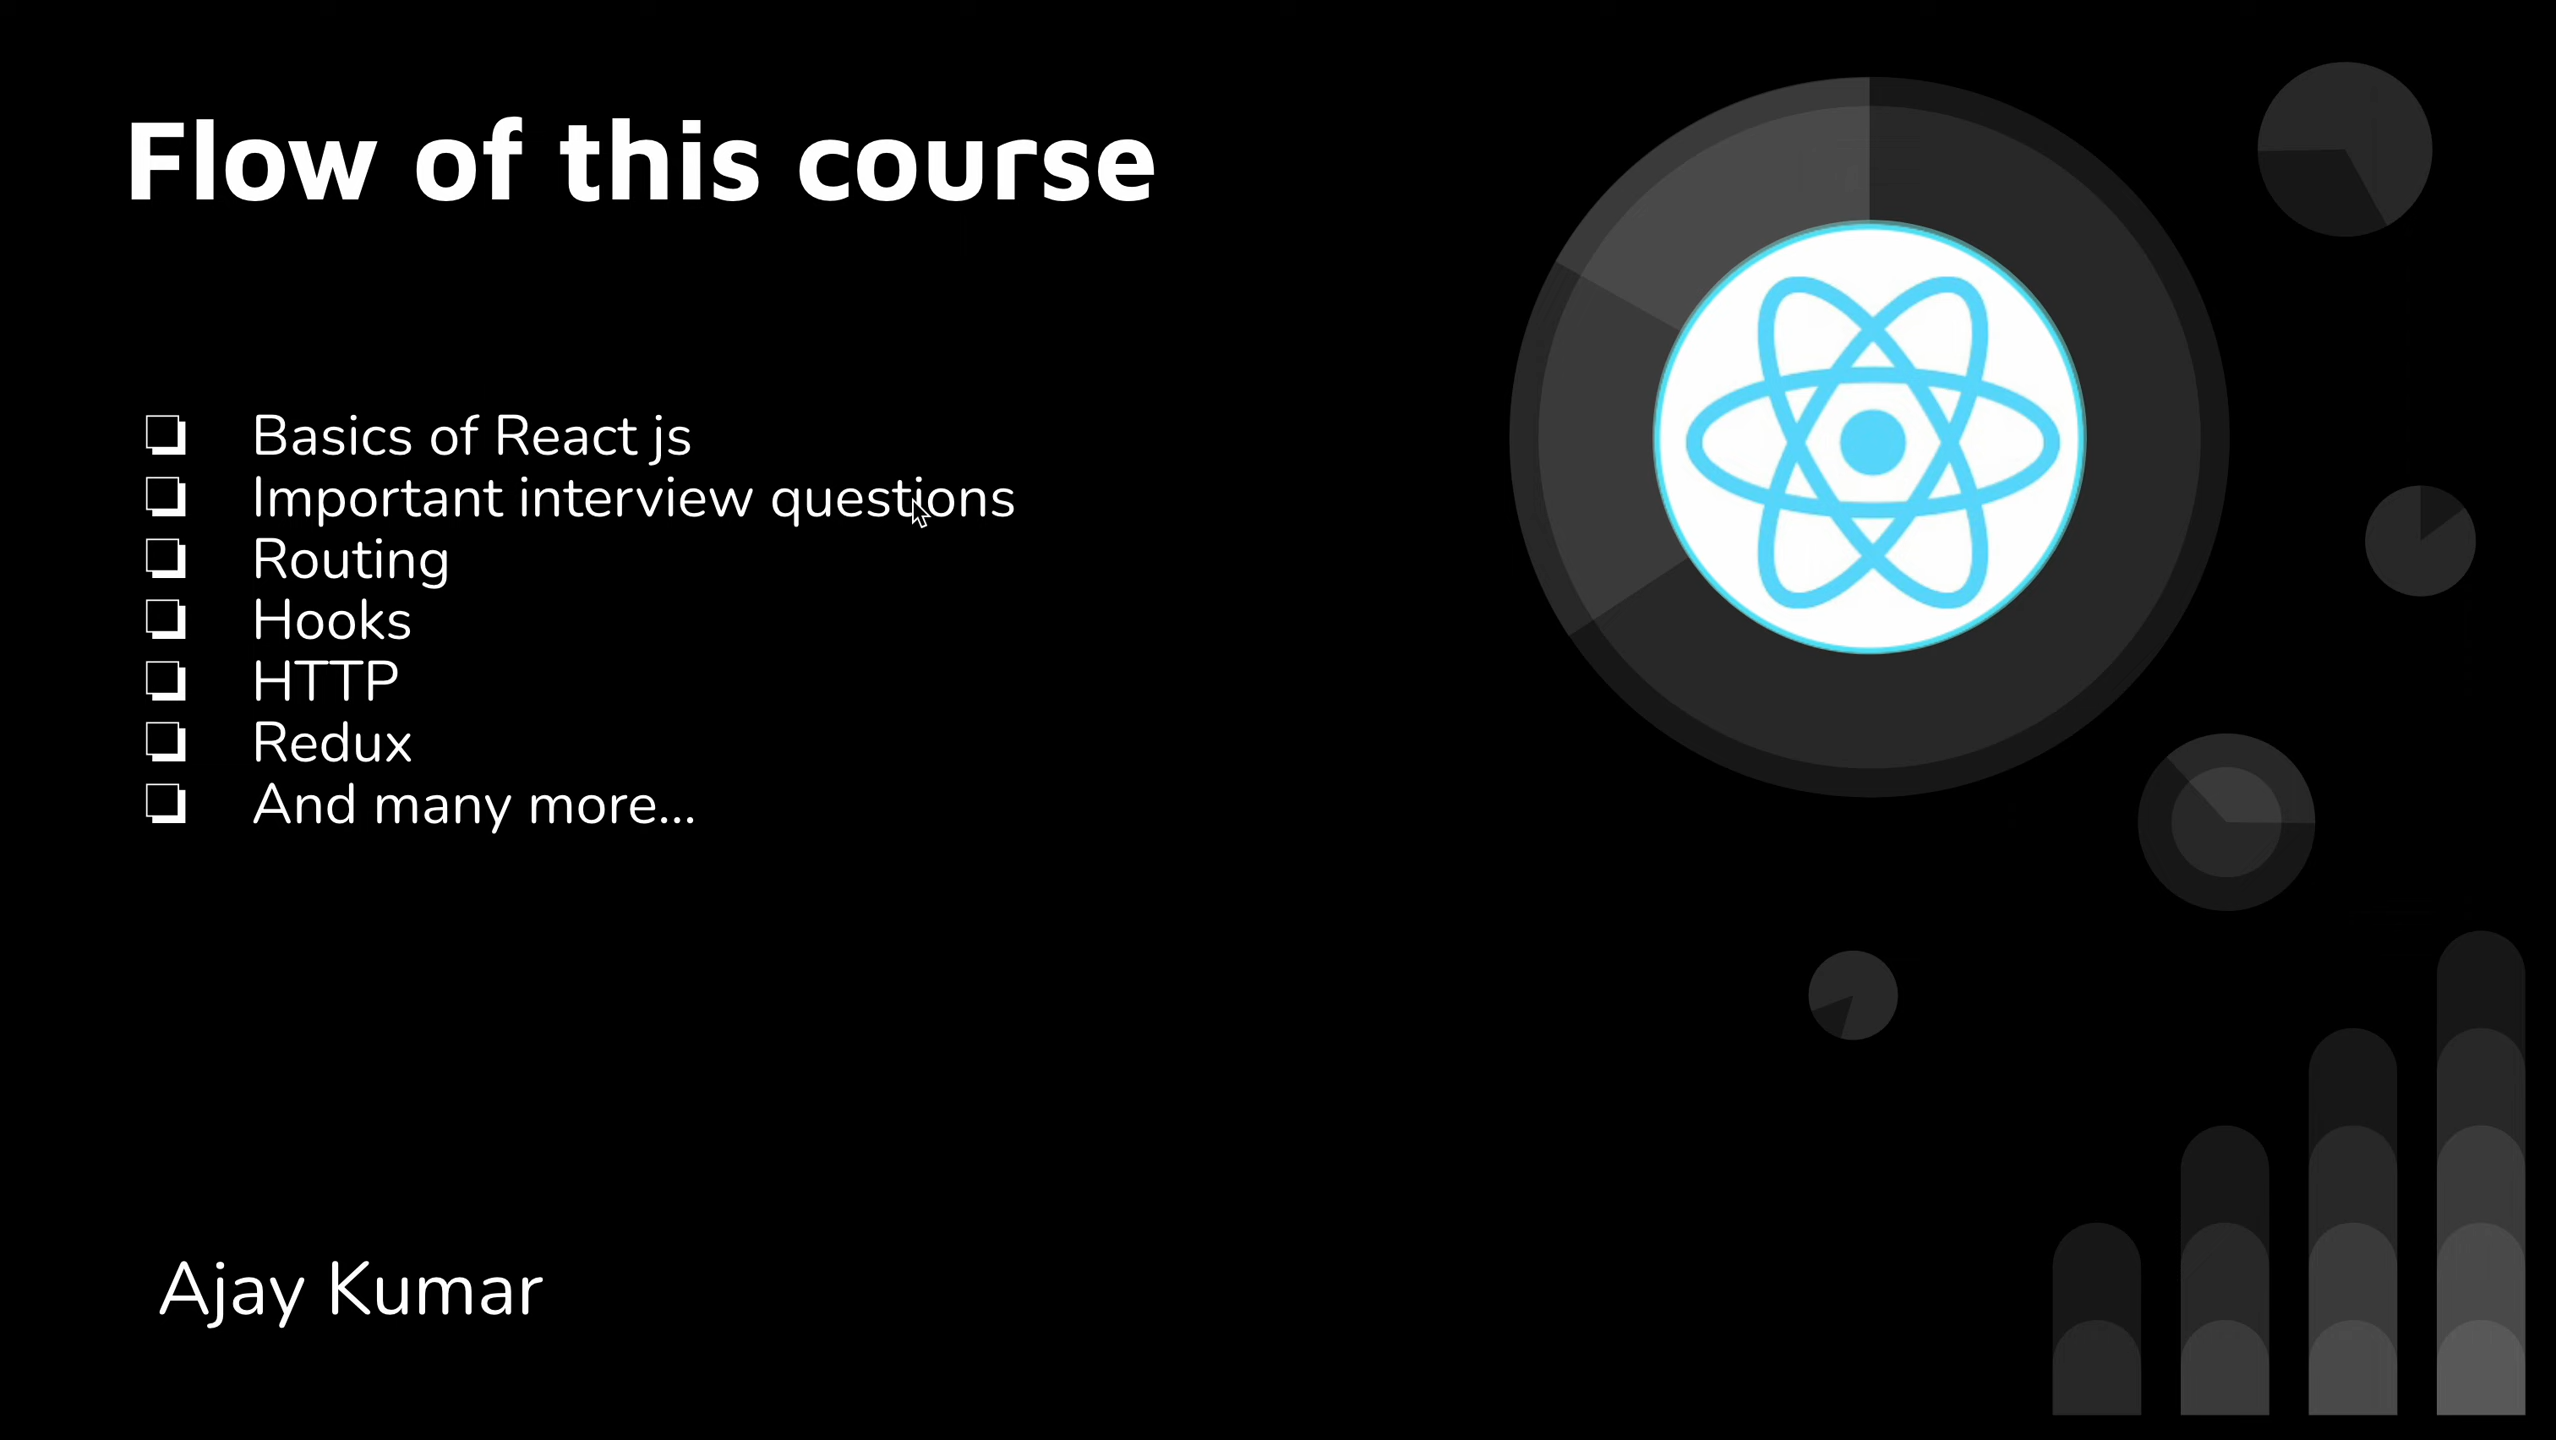 Flow of this course
❏ Basics of React js
❏ Important interview questions
❏ Routing
❏ Hooks
❏ HTTP
❏ Redux
❏ And many more...
Ajay Kumar